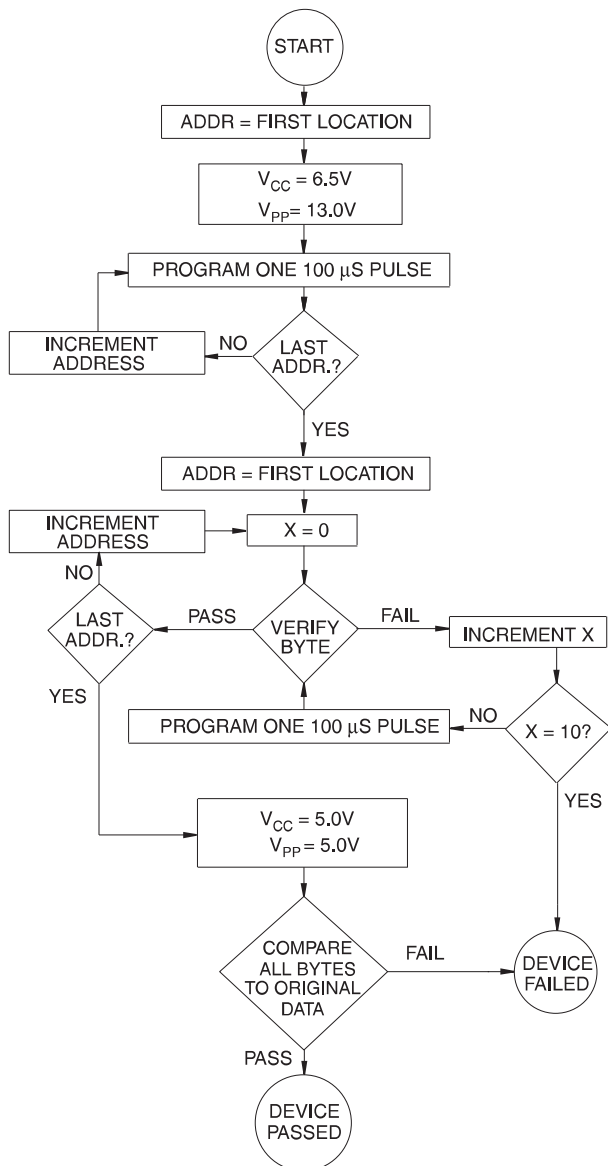 START
ADDR = FIRST LOCATION
VCC = 6.5V
VPP = 13.0V
PROGRAM ONE 100 μS PULSE
INCREMENT
ADDRESS
NO
LAST
ADDR.?
YES
ADDR = FIRST LOCATION
INCREMENT
ADDRESS
X = 0
NO
LAST
ADDR.?
PASS
VERIFY
BYTE
FAIL
INCREMENT X
YES
PROGRAM ONE 100 μS PULSE
NO
X = 10?
YES
VCC = 5.0V
VPP = 5.0V
COMPARE
ALL BYTES
TO ORIGINAL
DATA
FAIL
DEVICE
FAILED
PASS
DEVICE
PASSED